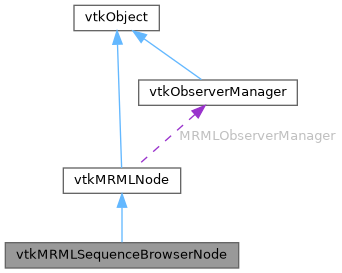 vtkObject
vtkObserverManager
MRMLObserverManager
vtkMRMLNode
vtkMRMLSequenceBrowserNode